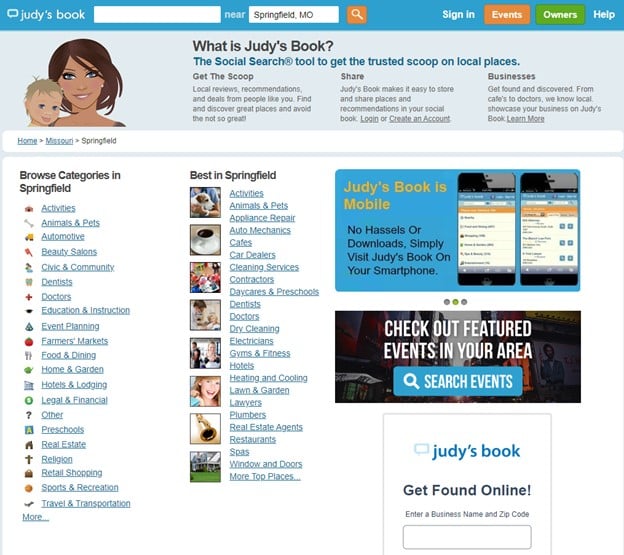 judy's book
near
Springfield, MO
Sign in
Events
Owners
Help
What is Judy's Book?
The Social Search® tool to get the trusted scoop on local places.
Get The Scoop
Local reviews, recommendations,
and deals from people like you. Find
and discover great places and avoid
the not so great!
Share
Judy's Book makes it easy to store
and share places and
recommendations in your social
book. Login or Create an Account.
Businesses
Get found and discovered. From
cafe's to doctors, we know local.
showcase your business on Judy's
Book.Learn More
Home > Missouri > Springfield
Browse Categories in
Springfield
Activities
Animals & Pets
Automotive
Beauty Salons
Civic & Community
Dentists
Doctors
Education & Instruction
Event Planning
Farmers' Markets
Food & Dining
Home & Garden
Hotels & Lodging
Legal & Financial
Other
Preschools
Real Estate
Religion
Retail Shopping
Sports & Recreation
Travel & Transportation
More...
Best in Springfield
Activities
Animals & Pets
Appliance Repair
Auto Mechanics
Cafes
Car Dealers
Cleaning Services
Contractors
Daycares & Preschools
Dentists
Doctors
Dry Cleaning
Electricians
Gyms & Fitness
Hotels
Heating and Cooling
Lawn & Garden
Lawyers
Plumbers
Real Estate Agents
Restaurants
Spas
Window and Doors
More Top Places...
Judy's Book is
Mobile
No Hassels Or
Downloads, Simply
Visit Judy's Book On
Your Smartphone.
CHECK OUT FEATURED
EVENTS IN YOUR AREA
SEARCH EVENTS
judy's book
Get Found Online!
Enter a Business Name and Zip Code